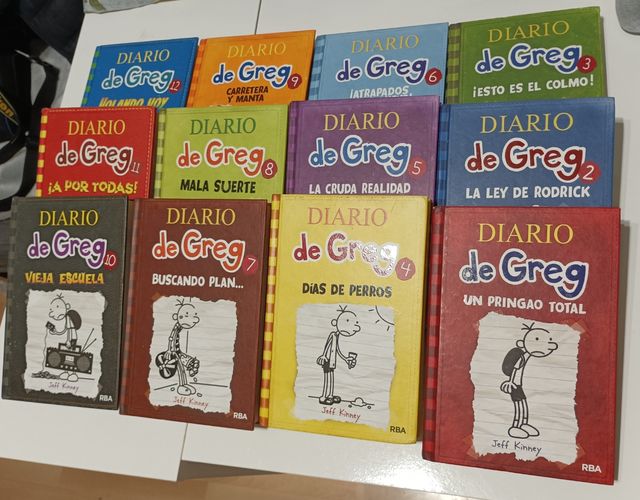 DIARIO
de Greg 12
VOLANDO VOY
DIARIO
de Greg 9
CARRETERA
Y MANTA
DIARIO
de Greg 6
¡ATRAPADOS
DIARIO
de Greg 3
¡ESTO ES EL COLMO!
DIARIO
de Greg 11
¡A POR TODAS!
DIARIO
de Greg 8
MALA SUERTE
DIARIO
de Greg 5
LA CRUDA REALIDAD
DIARIO
de Greg 2
LA LEY DE RODRICK
DIARIO
de Greg 10
VIEJA ESCUELA
Jeff Kinney
DIARIO
de Greg 7
BUSCANDO PLAN...
Jeff Kinney
RBA
DIARIO
de Greg 4
DÍAS DE PERROS
Jeff Kinney
RBA
DIARIO
de Greg
UN PRINGAO TOTAL
Jeff Kinney
RBA